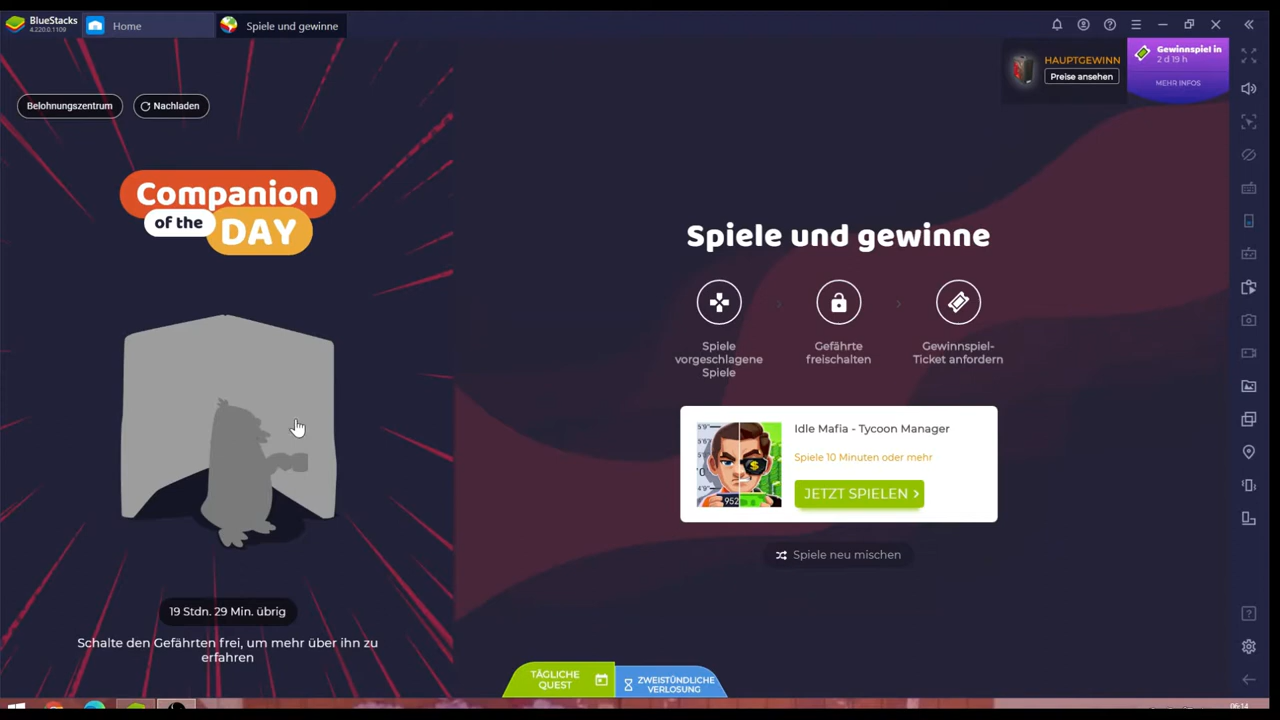 BlueStacks
4.220.0.1109
Home
Spiele und gewinne
HAUPTGEWINN
Preise ansehen
Gewinnspiel in
2 d 19 h
MEHR INFOS
Belohnungszentrum
Nachladen
Companion
of the
DAY
19 Stdn. 29 Min. übrig
Schalte den Gefährten frei, um mehr über ihn zu
erfahren
Spiele und gewinne
Spiele
vorgeschlagene
Spiele
Gefährte
freischalten
Gewinnspiel-
Ticket anfordern
Idle Mafia - Tycoon Manager
Spiele 10 Minuten oder mehr
JETZT SPIELEN
952
Spiele neu mischen
TÄGLICHE
QUEST
ZWEISTÜNDLICHE
VERLOSUNG
06:14